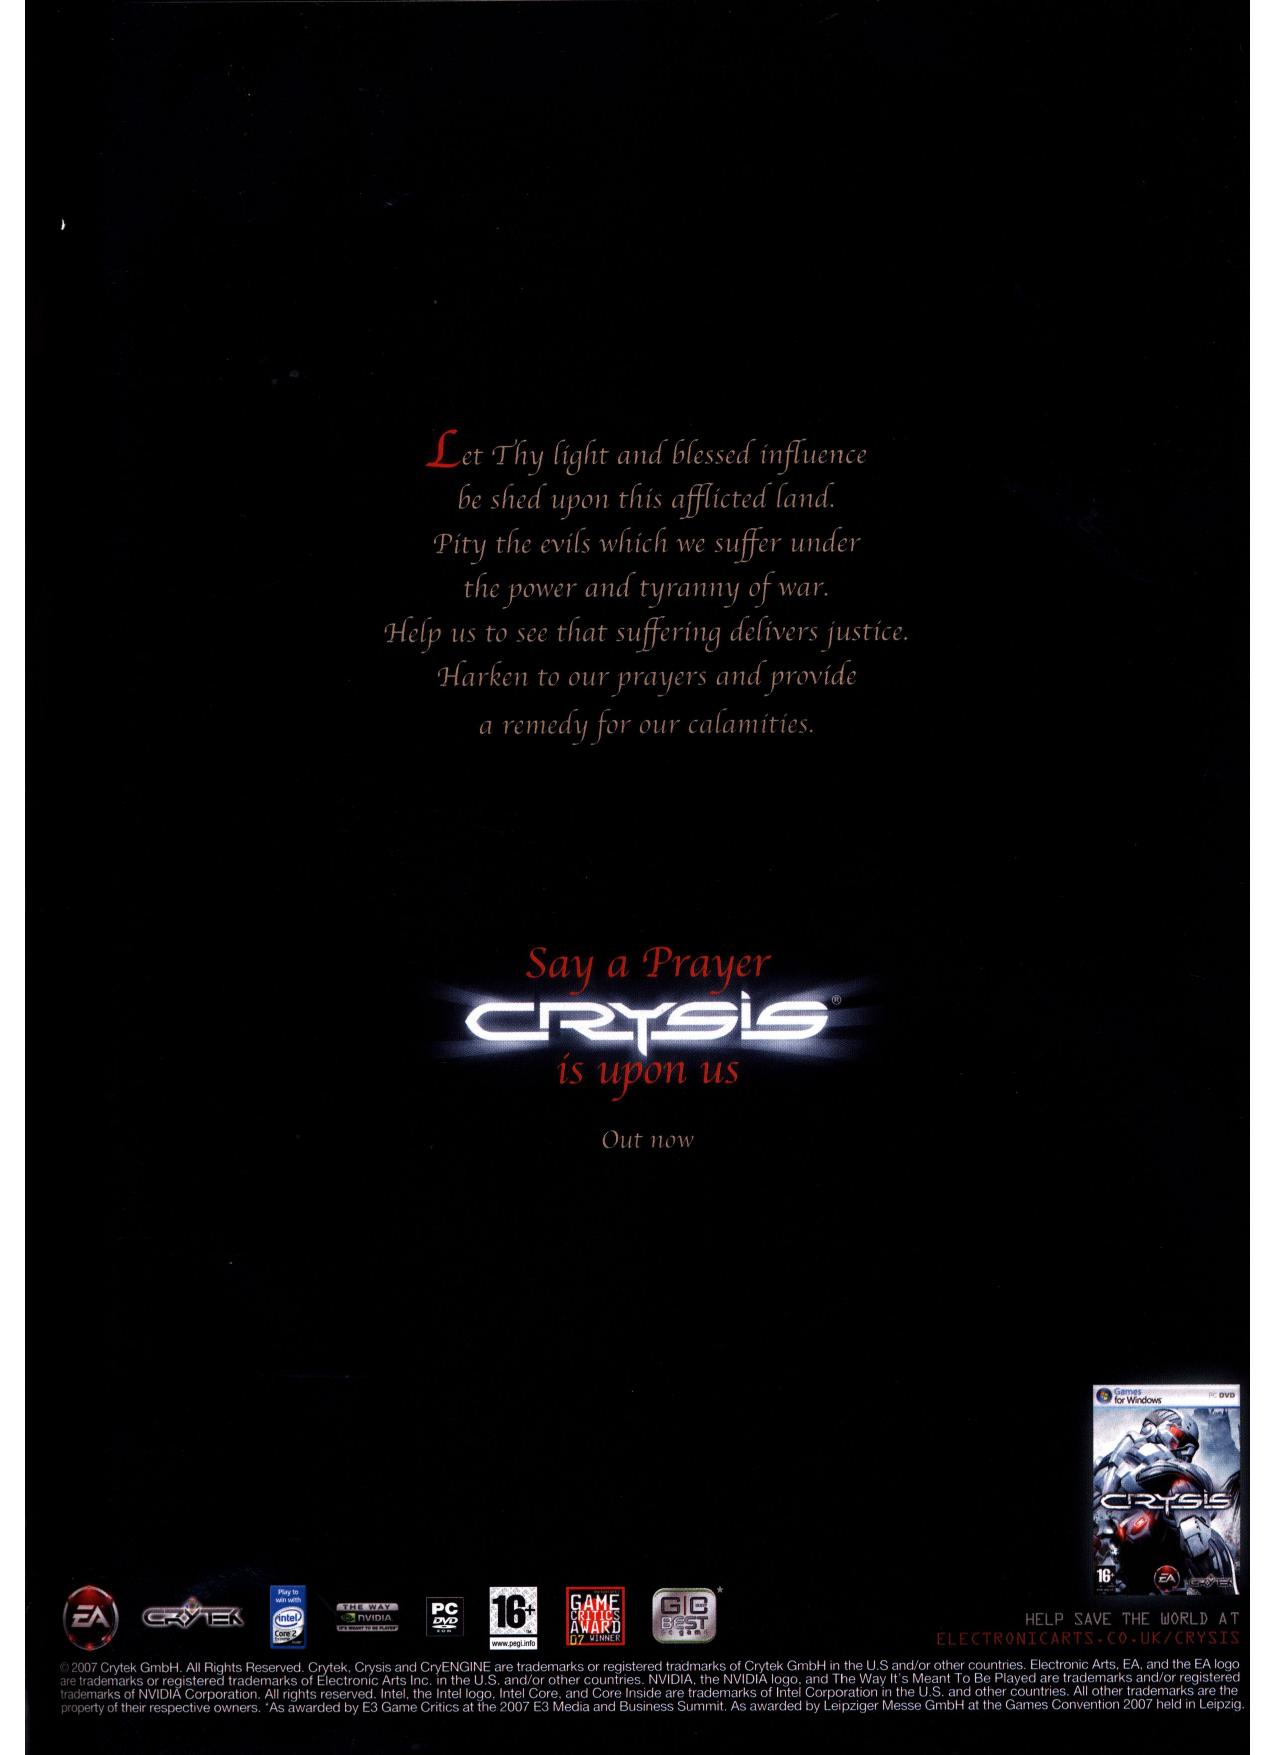 Let Thy light and blessed influence
be shed upon this afflicted land.
Pity the evils which we suffer under
the power and tyranny of war.
Help us to see that suffering delivers justice.
Harken to our prayers and provide
a remedy for our calamities.
Say a Prayer
CRYSIS®
is upon us
Out now
Games for Windows
PC DVD
CRYSIS
16+
EA
CRYTEK
HELP SAVE THE WORLD AT
ELECTRONICARTS.CO.UK/CRYSIS
EA
CRYTEK
Play to
win with
intel
Core 2
THE WAY
NVIDIA
IT'S MEANT TO BE PLAYED
PC
DVD
ROM
16+
www.pegi.info
GAME
CRITICS
AWARD
07 WINNER
GC
BEST
*
© 2007 Crytek GmbH. All Rights Reserved. Crytek, Crysis and CryENGINE are trademarks or registered tradmarks of Crytek GmbH in the U.S and/or other countries. Electronic Arts, EA, and the EA logo
are trademarks or registered trademarks of Electronic Arts Inc. in the U.S. and/or other countries. NVIDIA, the NVIDIA logo, and The Way It's Meant To Be Played are trademarks and/or registered
trademarks of NVIDIA Corporation. All rights reserved. Intel, the Intel logo, Intel Core, and Core Inside are trademarks of Intel Corporation in the U.S. and other countries. All other trademarks are the
property of their respective owners. *As awarded by E3 Game Critics at the 2007 E3 Media and Business Summit. As awarded by Leipziger Messe GmbH at the Games Convention 2007 held in Leipzig.